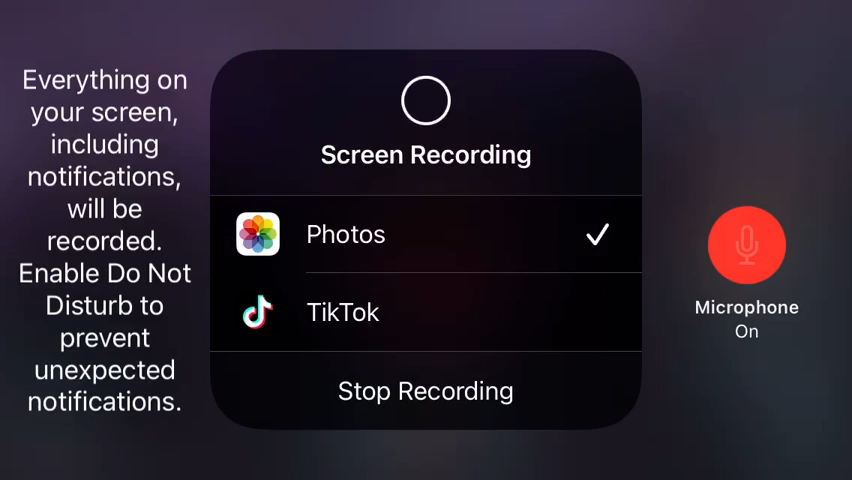 Everything on
your screen,
including
notifications,
will be
recorded.
Enable Do Not
Disturb to
prevent
unexpected
notifications.
Screen Recording
Photos
TikTok
Stop Recording
Microphone
On